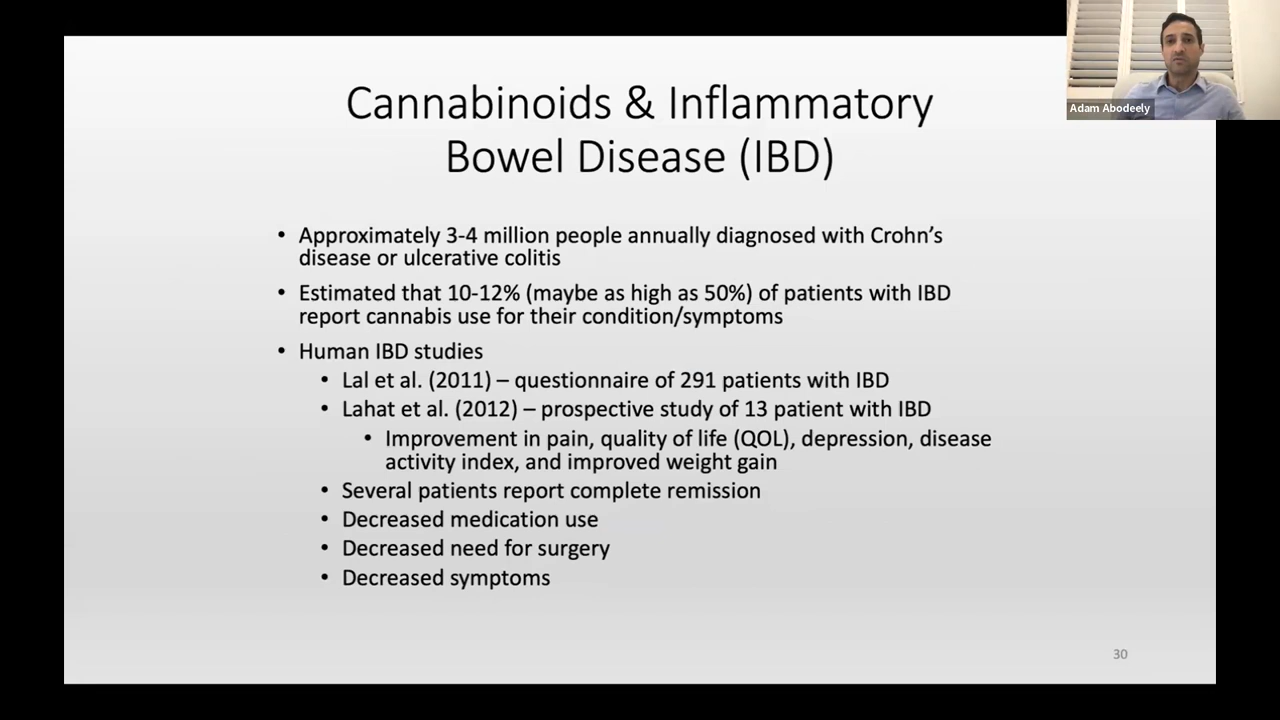 Adam Abodeely
Cannabinoids & Inflammatory
Bowel Disease (IBD)
• Approximately 3-4 million people annually diagnosed with Crohn’s
disease or ulcerative colitis
• Estimated that 10-12% (maybe as high as 50%) of patients with IBD
report cannabis use for their condition/symptoms
• Human IBD studies
• Lal et al. (2011) – questionnaire of 291 patients with IBD
• Lahat et al. (2012) – prospective study of 13 patient with IBD
• Improvement in pain, quality of life (QOL), depression, disease
activity index, and improved weight gain
• Several patients report complete remission
• Decreased medication use
• Decreased need for surgery
• Decreased symptoms
30